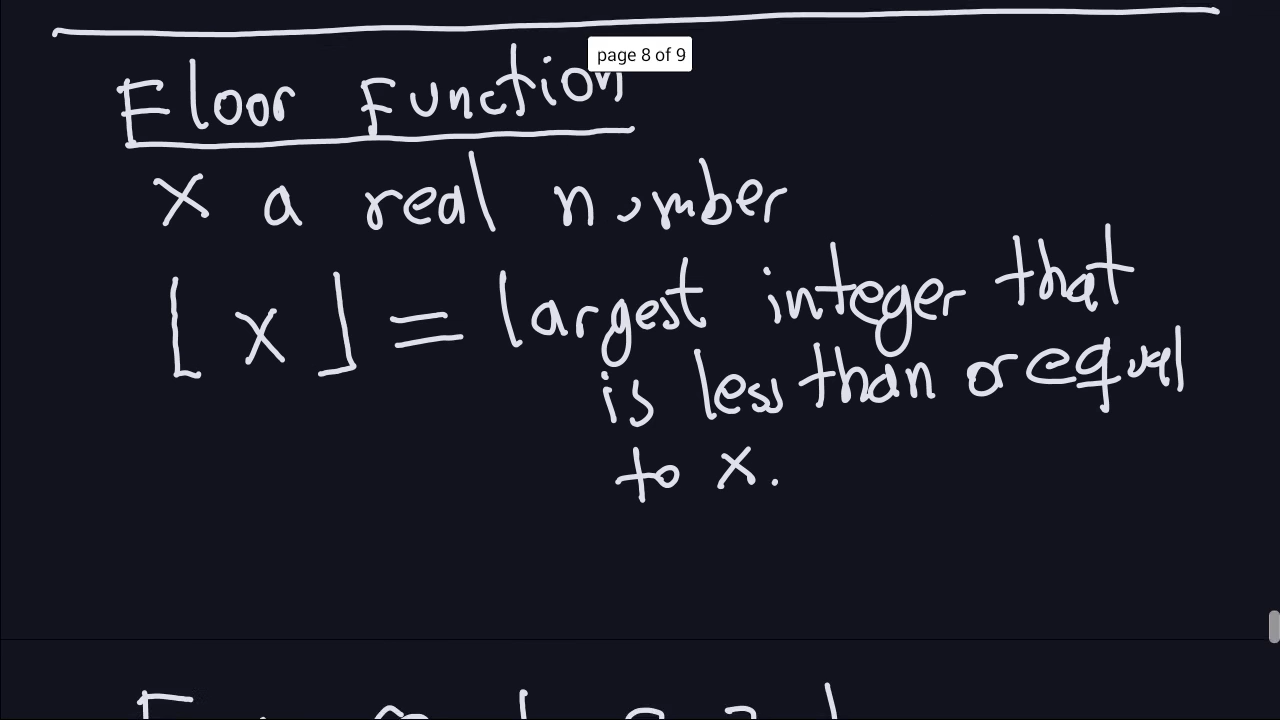 page 8 of 9
Floor Function
x a real number
⌊x⌋ = largest integer that
is less than or equal
to x.